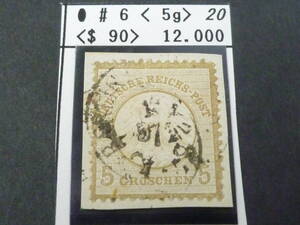 # 6 < 5g > 20
<$ 90> 12.000
DEUTSCHE REICHS-POST
5 GROSCHEN 5